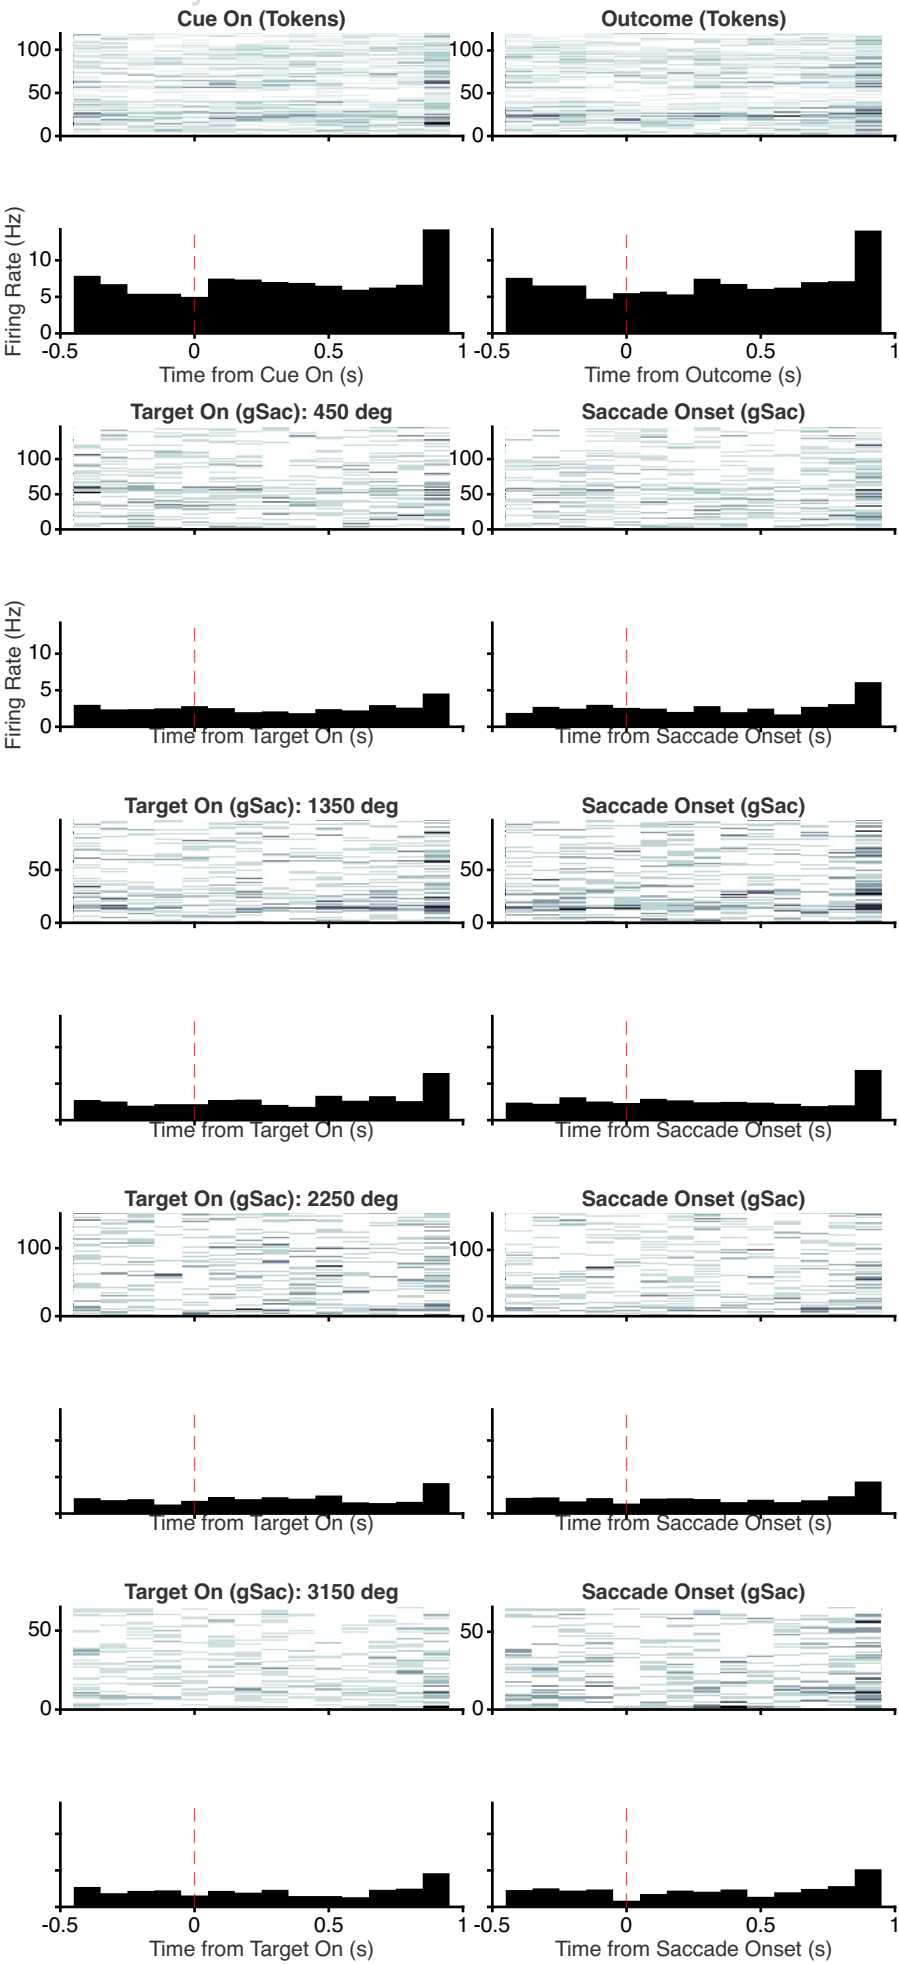 Cue On (Tokens) Outcome (Tokens)
100 100
50 50
0 0
Firing Rate (Hz)
10
5
0
-0.5 0 0.5 1 -0.5 0 0.5 1
Time from Cue On (s) Time from Outcome (s)
Target On (gSac): 450 deg Saccade Onset (gSac)
100 100
50 50
0 0
Firing Rate (Hz)
10
5
0
Time from Target On (s) Time from Saccade Onset (s)
Target On (gSac): 1350 deg Saccade Onset (gSac)
50 50
0 0
Time from Target On (s) Time from Saccade Onset (s)
Target On (gSac): 2250 deg Saccade Onset (gSac)
100 100
0 0
Time from Target On (s) Time from Saccade Onset (s)
Target On (gSac): 3150 deg Saccade Onset (gSac)
50 50
0 0
-0.5 0 0.5 1 -0.5 0 0.5 1
Time from Target On (s) Time from Saccade Onset (s)